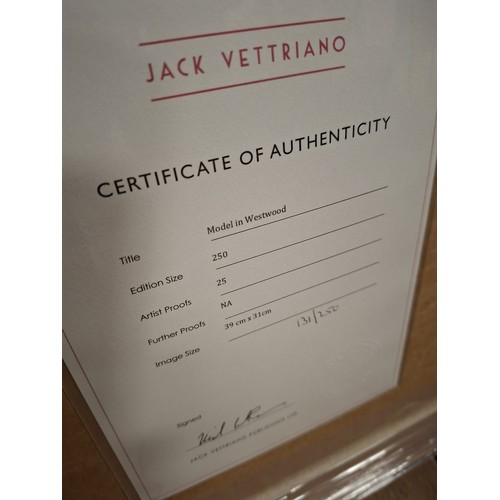 JACK VETTRIANO
CERTIFICATE OF AUTHENTICITY
Title Model in Westwood
Edition Size 250
Artist Proofs 25
Further Proofs NA
Image Size 39 cm x 31cm
131/250
Signed
JACK VETTRIANO PUBLISHING LTD